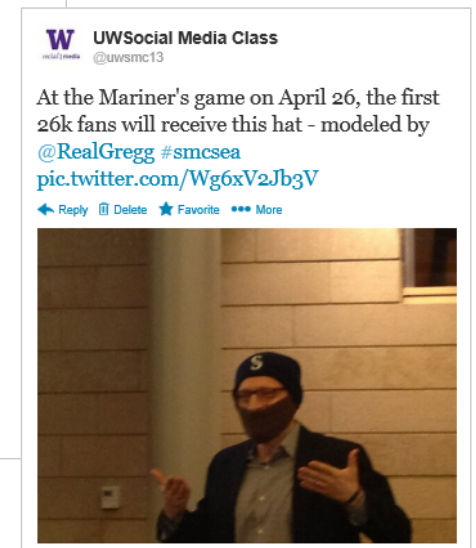 W
social media
UWSocial Media Class
@uwsmc13
At the Mariner's game on April 26, the first
26k fans will receive this hat - modeled by
@RealGregg #smcsea
pic.twitter.com/Wg6xV2Jb3V
Reply Delete Favorite More
S